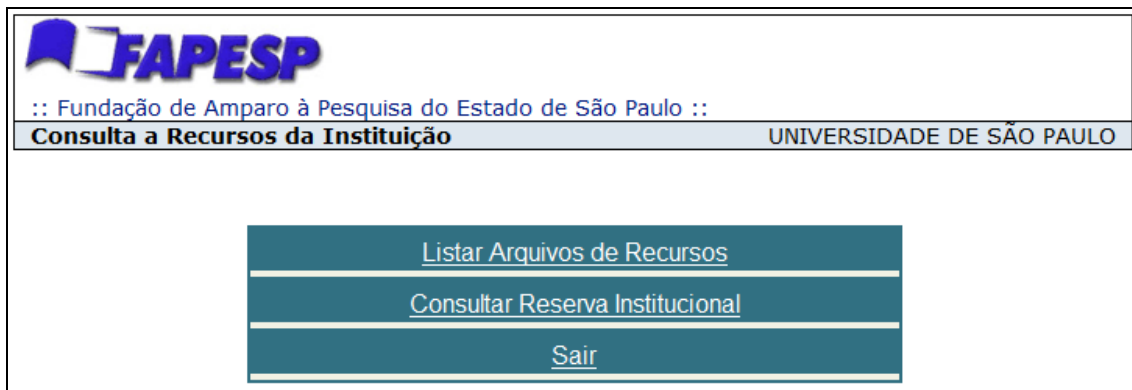 FAPESP
:: Fundação de Amparo à Pesquisa do Estado de São Paulo ::
Consulta a Recursos da Instituição UNIVERSIDADE DE SÃO PAULO
Listar Arquivos de Recursos
Consultar Reserva Institucional
Sair